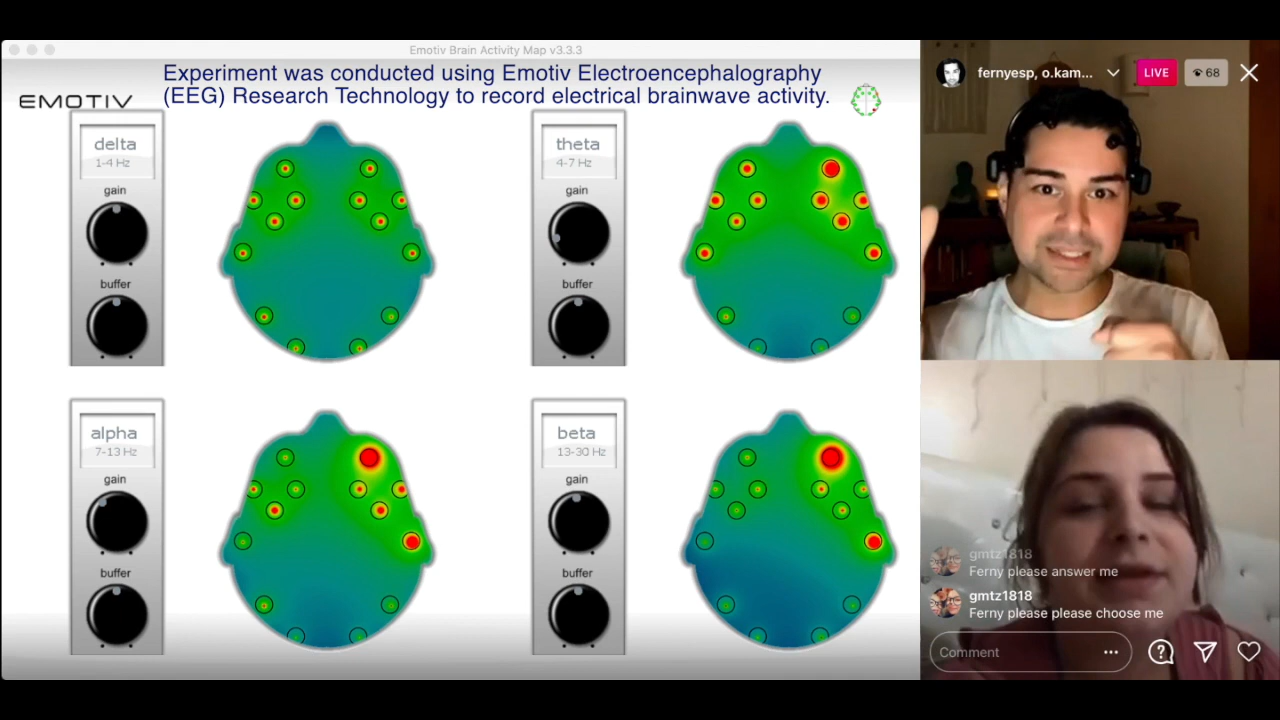 Emotiv Brain Activity Map v3.3.3
Experiment was conducted using Emotiv Electroencephalography
(EEG) Research Technology to record electrical brainwave activity.
EMOTIV
delta
1-4 Hz
gain
buffer
theta
4-7 Hz
gain
buffer
alpha
7-13 Hz
gain
buffer
beta
13-30 Hz
gain
buffer
fernyesp, o.kam...
LIVE
68
gmtz1818
Ferny please answer me
gmtz1818
Ferny please please choose me
Comment